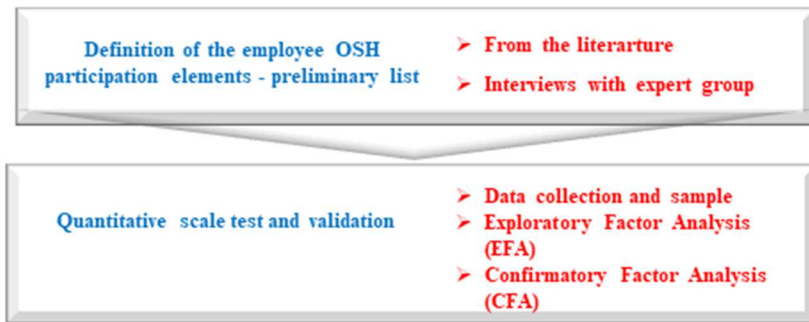 Definition of the employee OSH
participation elements - preliminary list
➢ From the literarture
➢ Interviews with expert group
Quantitative scale test and validation
➢ Data collection and sample
➢ Exploratory Factor Analysis
(EFA)
➢ Confirmatory Factor Analysis
(CFA)